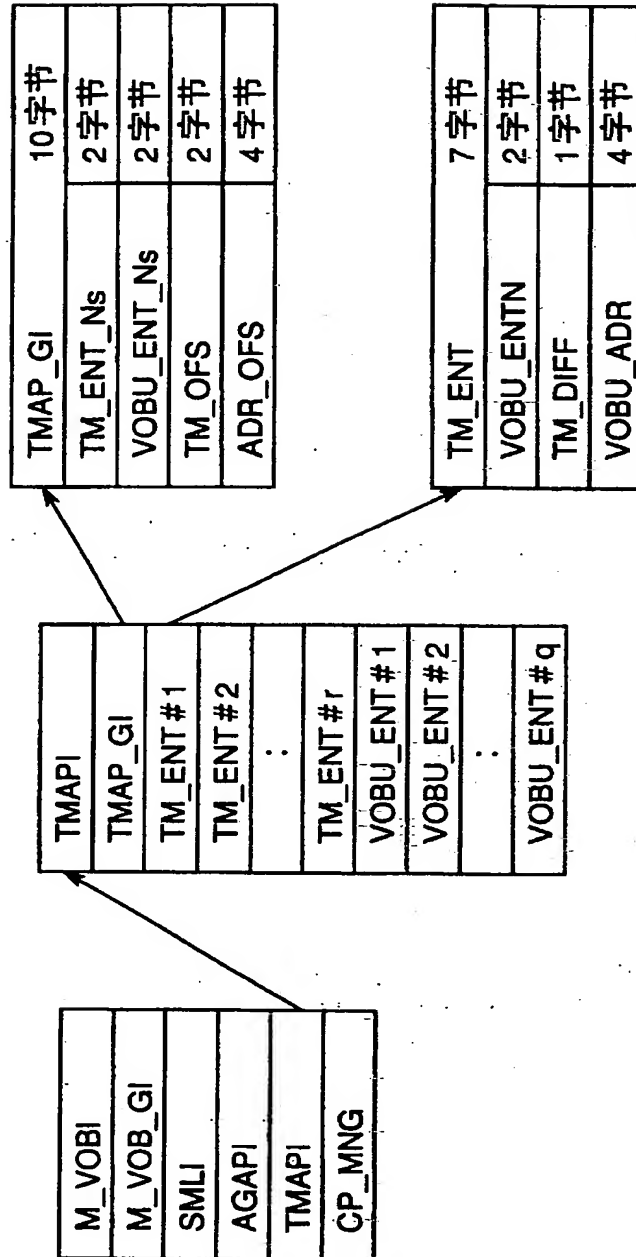 M_VOBI
M_VOB_GI
SMLI
AGAPI
TMAPI
CP_MNG
TMAPI
TMAP_GI
TM_ENT#1
TM_ENT#2
:
TM_ENT#r
VOBU_ENT#1
VOBU_ENT#2
:
VOBU_ENT#q
TMAP_GI 10字节
TM_ENT_Ns 2字节
VOBU_ENT_Ns 2字节
TM_OFS 2字节
ADR_OFS 4字节
TM_ENT 7字节
VOBU_ENTN 2字节
TM_DIFF 1字节
VOBU_ADR 4字节